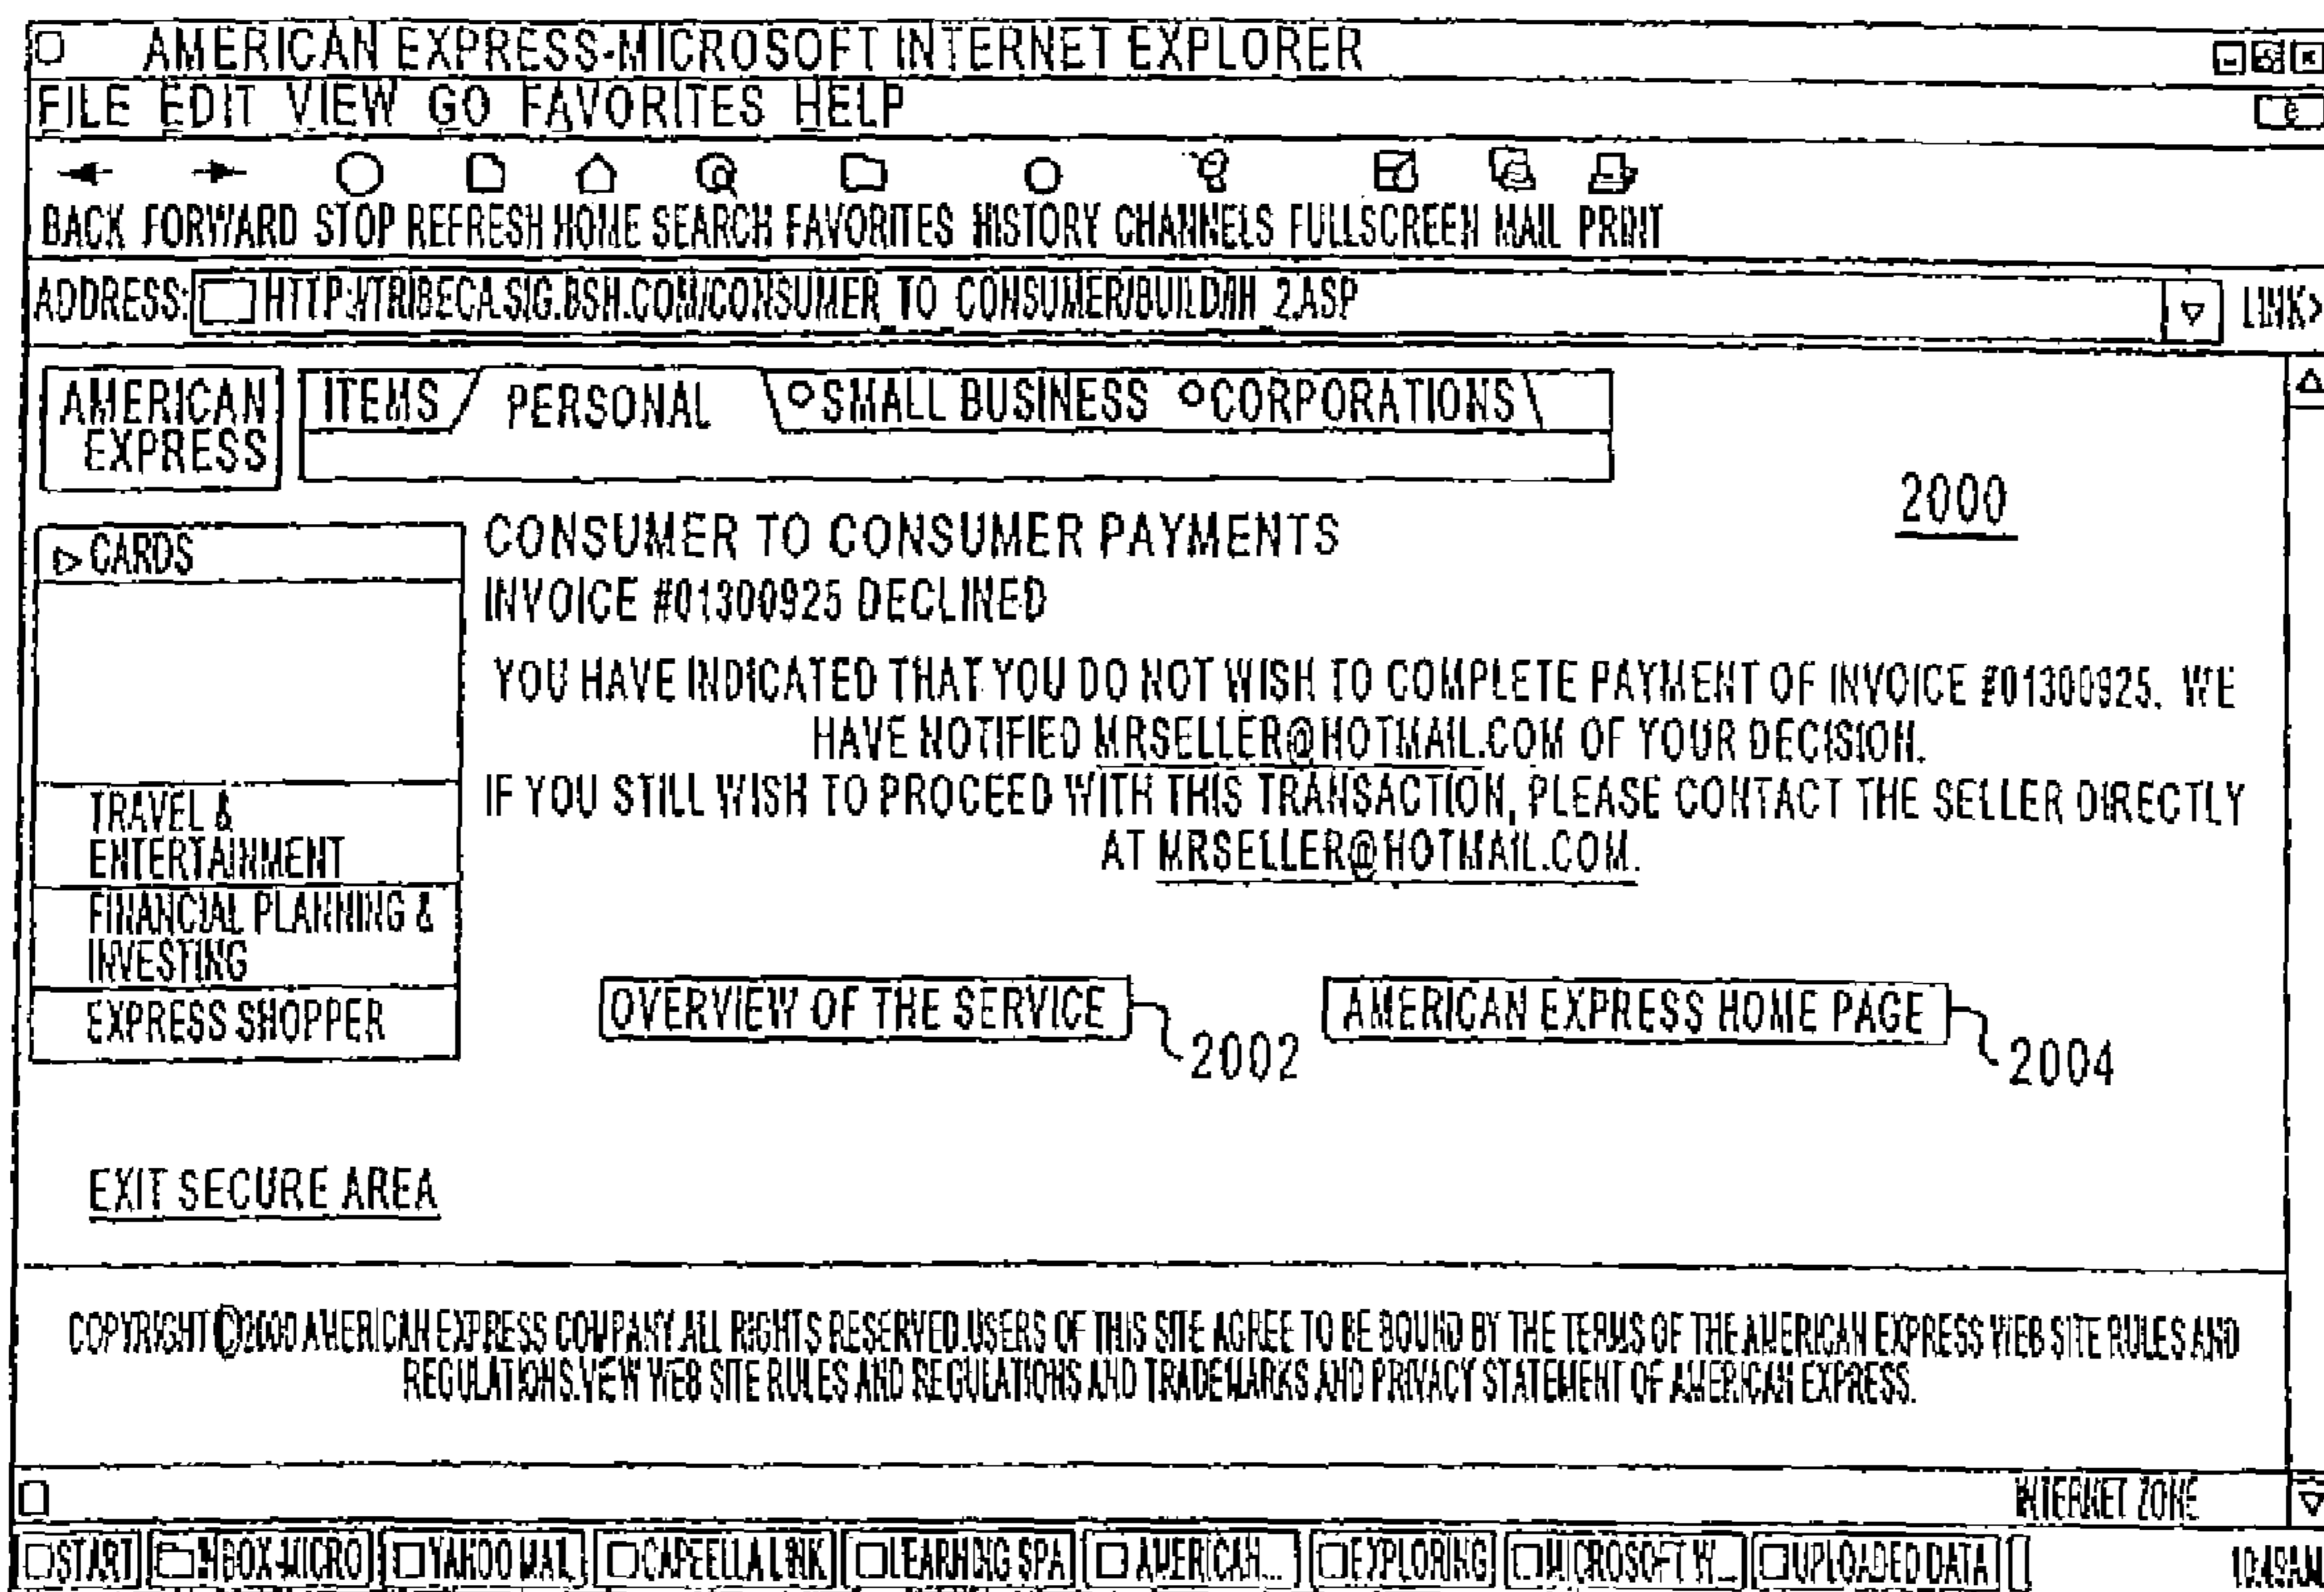 AMERICAN EXPRESS-MICROSOFT INTERNET EXPLORER
FILE EDIT VIEW GO FAVORITES HELP
BACK FORWARD STOP REFRESH HOME SEARCH FAVORITES HISTORY CHANNELS FULLSCREEN MAIL PRINT
ADDRESS: HTTP://TRIBECA.SIG.BSH.COM/CONSUMER_TO_CONSUMER/BUILD/IH_2.ASP LINK>
AMERICAN EXPRESS
ITEMS PERSONAL SMALL BUSINESS CORPORATIONS
2000
CARDS
TRAVEL &
ENTERTAINMENT
FINANCIAL PLANNING &
INVESTING
EXPRESS SHOPPER
CONSUMER TO CONSUMER PAYMENTS
INVOICE #01300925 DECLINED
YOU HAVE INDICATED THAT YOU DO NOT WISH TO COMPLETE PAYMENT OF INVOICE #01300925. WE
HAVE NOTIFIED MRSELLER@HOTMAIL.COM OF YOUR DECISION.
IF YOU STILL WISH TO PROCEED WITH THIS TRANSACTION, PLEASE CONTACT THE SELLER DIRECTLY
AT MRSELLER@HOTMAIL.COM.
OVERVIEW OF THE SERVICE 2002 AMERICAN EXPRESS HOME PAGE 2004
EXIT SECURE AREA
COPYRIGHT ©2000 AMERICAN EXPRESS COMPANY.ALL RIGHTS RESERVED.USERS OF THIS SITE AGREE TO BE BOUND BY THE TERMS OF THE AMERICAN EXPRESS WEB SITE RULES AND
REGULATIONS.VIEW WEB SITE RULES AND REGULATIONS AND TRADEMARKS AND PRIVACY STATEMENT OF AMERICAN EXPRESS.
INTERNET ZONE
START YAHOO MAIL CAPEELLA LINK LEARNING SPA AMERICAN... EXPLORING MICROSOFT W... UPLOADED DATA 10:49AM